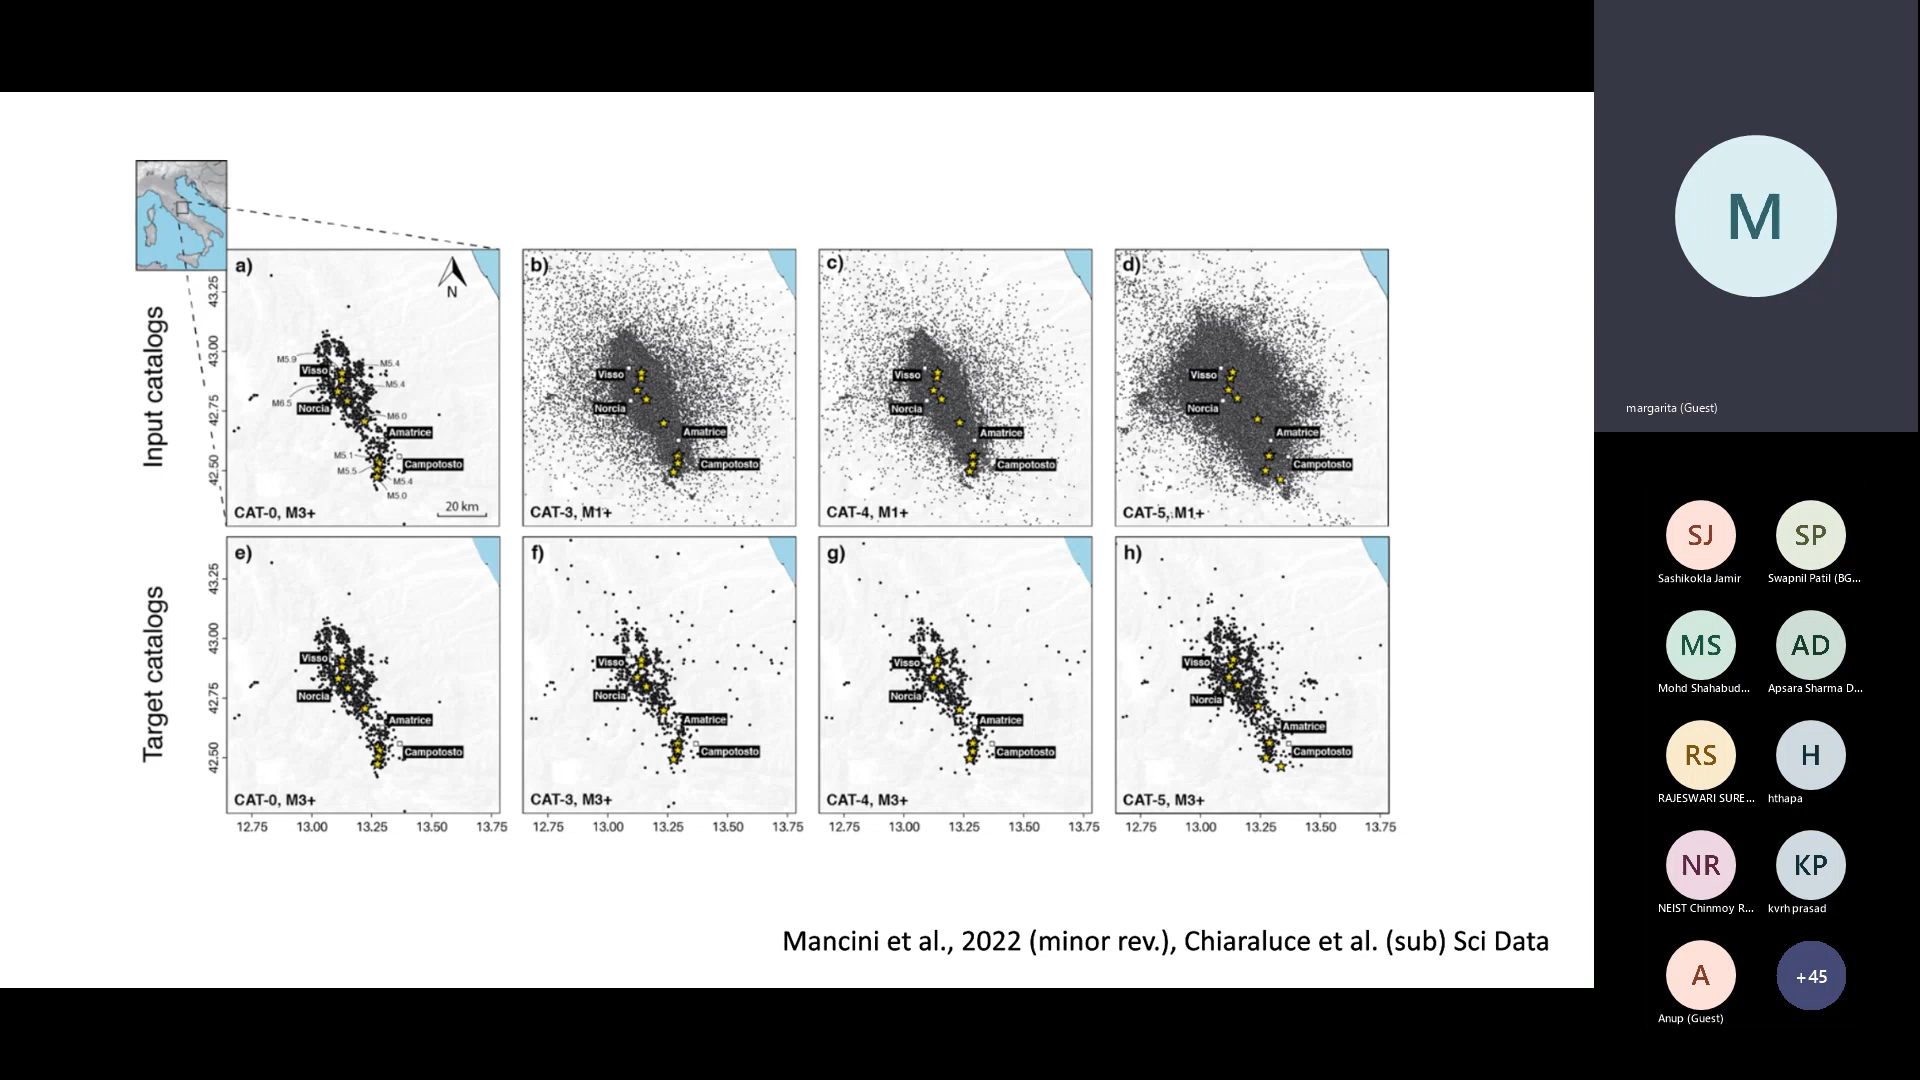 Input catalogs
Target catalogs
a)
N
43.25
43.00
42.75
42.50
M5.9
M5.4
Visso
M5.4
M6.5
Norcia
M6.0
Amatrice
M5.1
Campotosto
M5.5
M5.4
M5.0
CAT-0, M3+
20 km
b)
Visso
Norcia
Amatrice
Campotosto
CAT-3, M1+
c)
Visso
Norcia
Amatrice
Campotosto
CAT-4, M1+
d)
Visso
Norcia
Amatrice
Campotosto
CAT-5, M1+
e)
43.25
43.00
42.75
42.50
Visso
Norcia
Amatrice
Campotosto
CAT-0, M3+
12.75 13.00 13.25 13.50 13.75
f)
Visso
Norcia
Amatrice
Campotosto
CAT-3, M3+
12.75 13.00 13.25 13.50 13.75
g)
Visso
Norcia
Amatrice
Campotosto
CAT-4, M3+
12.75 13.00 13.25 13.50 13.75
h)
Visso
Norcia
Amatrice
Campotosto
CAT-5, M3+
12.75 13.00 13.25 13.50 13.75
Mancini et al., 2022 (minor rev.), Chiaraluce et al. (sub) Sci Data
M
margarita (Guest)
SJ
Sashikokla Jamir
SP
Swapnil Patil (BG...
MS
Mohd Shahabud...
AD
Apsara Sharma D...
RS
RAJESWARI SURE...
H
hthapa
NR
NEIST Chinmoy R...
KP
kvrh prasad
A
Anup (Guest)
+45